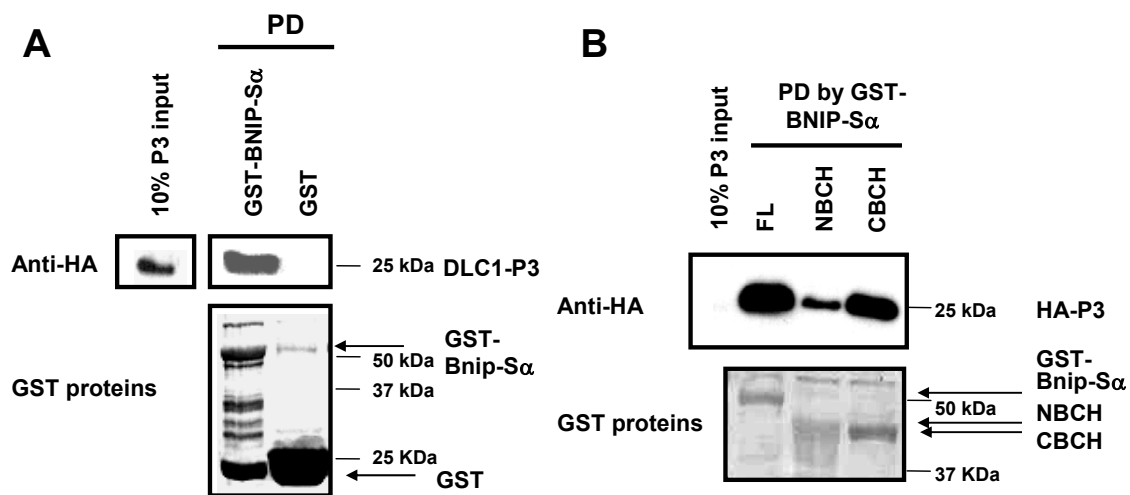 A
PD
10% P3 input
GST-BNIP-Sα
GST
Anti-HA
25 kDa
DLC1-P3
GST proteins
GST-
Bnip-Sα
50 kDa
37 kDa
25 KDa
GST
B
PD by GST-
BNIP-Sα
10% P3 input
FL
NBCH
CBCH
Anti-HA
25 kDa
HA-P3
GST proteins
GST-
Bnip-Sα
50 kDa
NBCH
CBCH
37 KDa